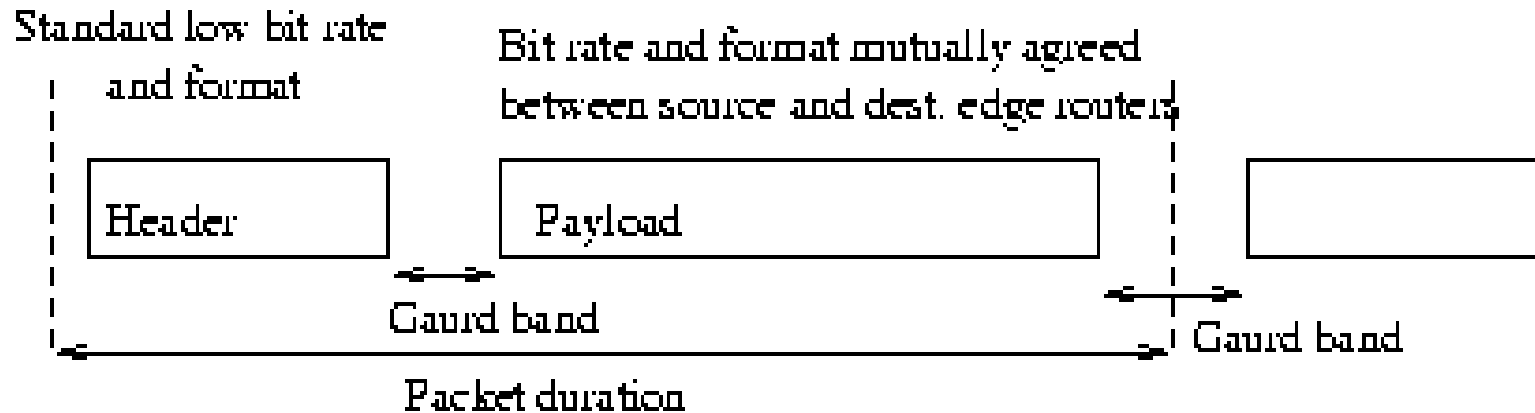 Standard low bit rate
and format
Bit rate and format mutually agreed
between source and dest. edge routers
Header
Payload
Gaurd band
Gaurd band
Packet duration